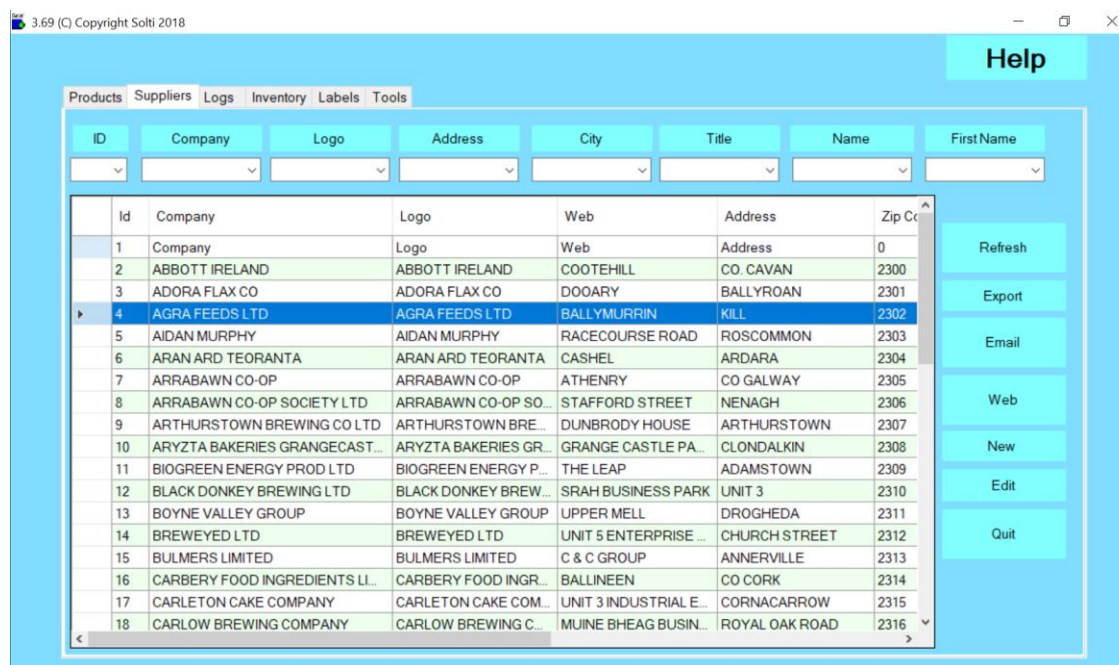 3.69 (C) Copyright Solti 2018
Help
Products Suppliers Logs Inventory Labels Tools
ID Company Logo Address City Title Name First Name
Id Company Logo Web Address Zip Co
1 Company Logo Web Address 0
2 ABBOTT IRELAND ABBOTT IRELAND COOTEHILL CO. CAVAN 2300
3 ADORA FLAX CO ADORA FLAX CO DOOARY BALLYROAN 2301
4 AGRA FEEDS LTD AGRA FEEDS LTD BALLYMURRIN KILL 2302
5 AIDAN MURPHY AIDAN MURPHY RACECOURSE ROAD ROSCOMMON 2303
6 ARAN ARD TEORANTA ARAN ARD TEORANTA CASHEL ARDARA 2304
7 ARRABAWN CO-OP ARRABAWN CO-OP ATHENRY CO GALWAY 2305
8 ARRABAWN CO-OP SOCIETY LTD ARRABAWN CO-OP SO... STAFFORD STREET NENAGH 2306
9 ARTHURSTOWN BREWING CO LTD ARTHURSTOWN BRE... DUNBRODY HOUSE ARTHURSTOWN 2307
10 ARYZTA BAKERIES GRANGECAST... ARYZTA BAKERIES GR... GRANGE CASTLE PA... CLONDALKIN 2308
11 BIOGREEN ENERGY PROD LTD BIOGREEN ENERGY P... THE LEAP ADAMSTOWN 2309
12 BLACK DONKEY BREWING LTD BLACK DONKEY BREW... SRAH BUSINESS PARK UNIT 3 2310
13 BOYNE VALLEY GROUP BOYNE VALLEY GROUP UPPER MELL DROGHEDA 2311
14 BREWEYED LTD BREWEYED LTD UNIT 5 ENTERPRISE ... CHURCH STREET 2312
15 BULMERS LIMITED BULMERS LIMITED C & C GROUP ANNERVILLE 2313
16 CARBERY FOOD INGREDIENTS LI... CARBERY FOOD INGR... BALLINEEN CO CORK 2314
17 CARLETON CAKE COMPANY CARLETON CAKE COM... UNIT 3 INDUSTRIAL E... CORNACARROW 2315
18 CARLOW BREWING COMPANY CARLOW BREWING C... MUINE BHEAG BUSIN... ROYAL OAK ROAD 2316
Refresh
Export
Email
Web
New
Edit
Quit